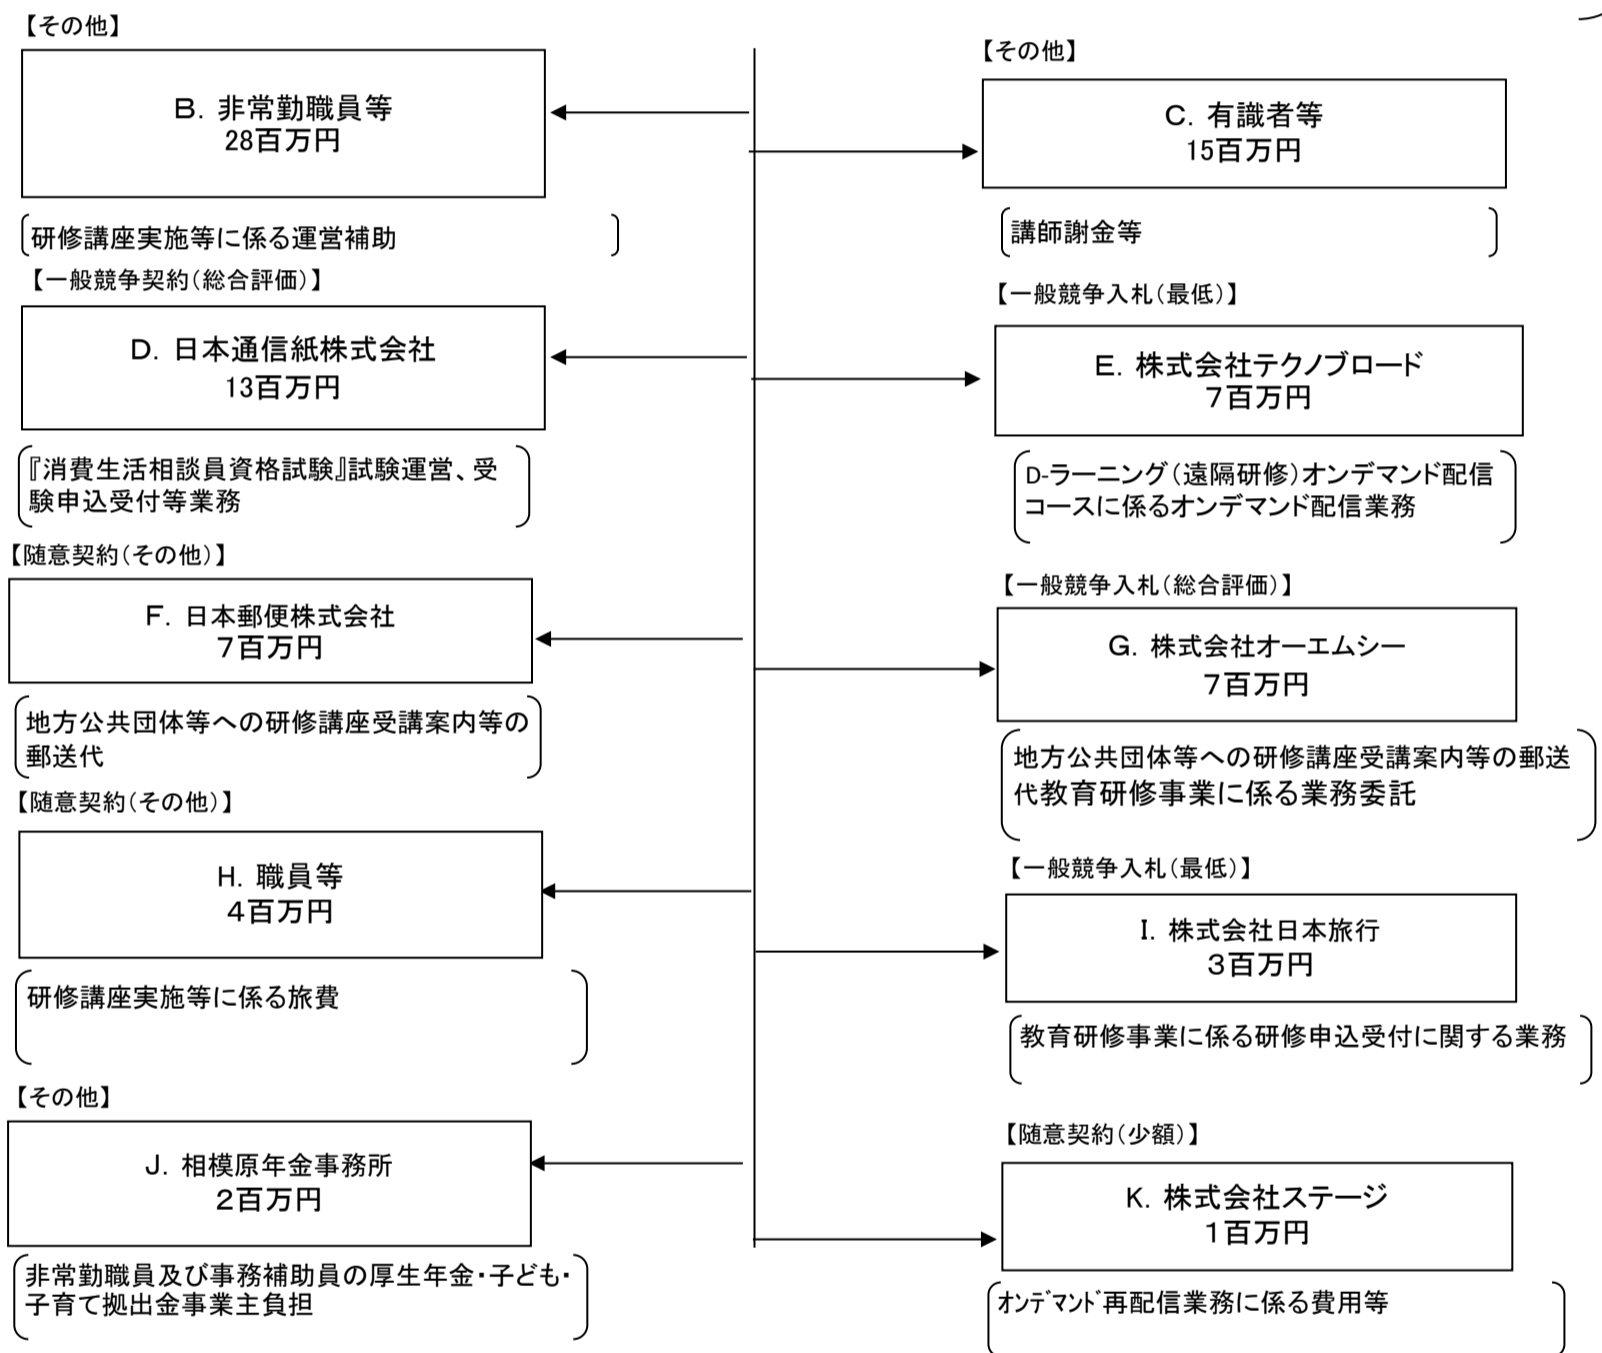 【その他】
B. 非常勤職員等
28百万円
研修講座実施等に係る運営補助
【その他】
C. 有識者等
15百万円
講師謝金等
【一般競争契約(総合評価)】
D. 日本通信紙株式会社
13百万円
『消費生活相談員資格試験』試験運営、受
験申込受付等業務
【一般競争入札(最低)】
E. 株式会社テクノブロード
7百万円
D-ラーニング(遠隔研修)オンデマンド配信
コースに係るオンデマンド配信業務
【随意契約(その他)】
F. 日本郵便株式会社
7百万円
地方公共団体等への研修講座受講案内等の
郵送代
【一般競争入札(総合評価)】
G. 株式会社オーエムシー
7百万円
地方公共団体等への研修講座受講案内等の郵送
代教育研修事業に係る業務委託
【随意契約(その他)】
H. 職員等
4百万円
研修講座実施等に係る旅費
【一般競争入札(最低)】
I. 株式会社日本旅行
3百万円
教育研修事業に係る研修申込受付に関する業務
【その他】
J. 相模原年金事務所
2百万円
非常勤職員及び事務補助員の厚生年金・子ども・
子育て拠出金事業主負担
【随意契約(少額)】
K. 株式会社ステージ
1百万円
オンデマンド再配信業務に係る費用等